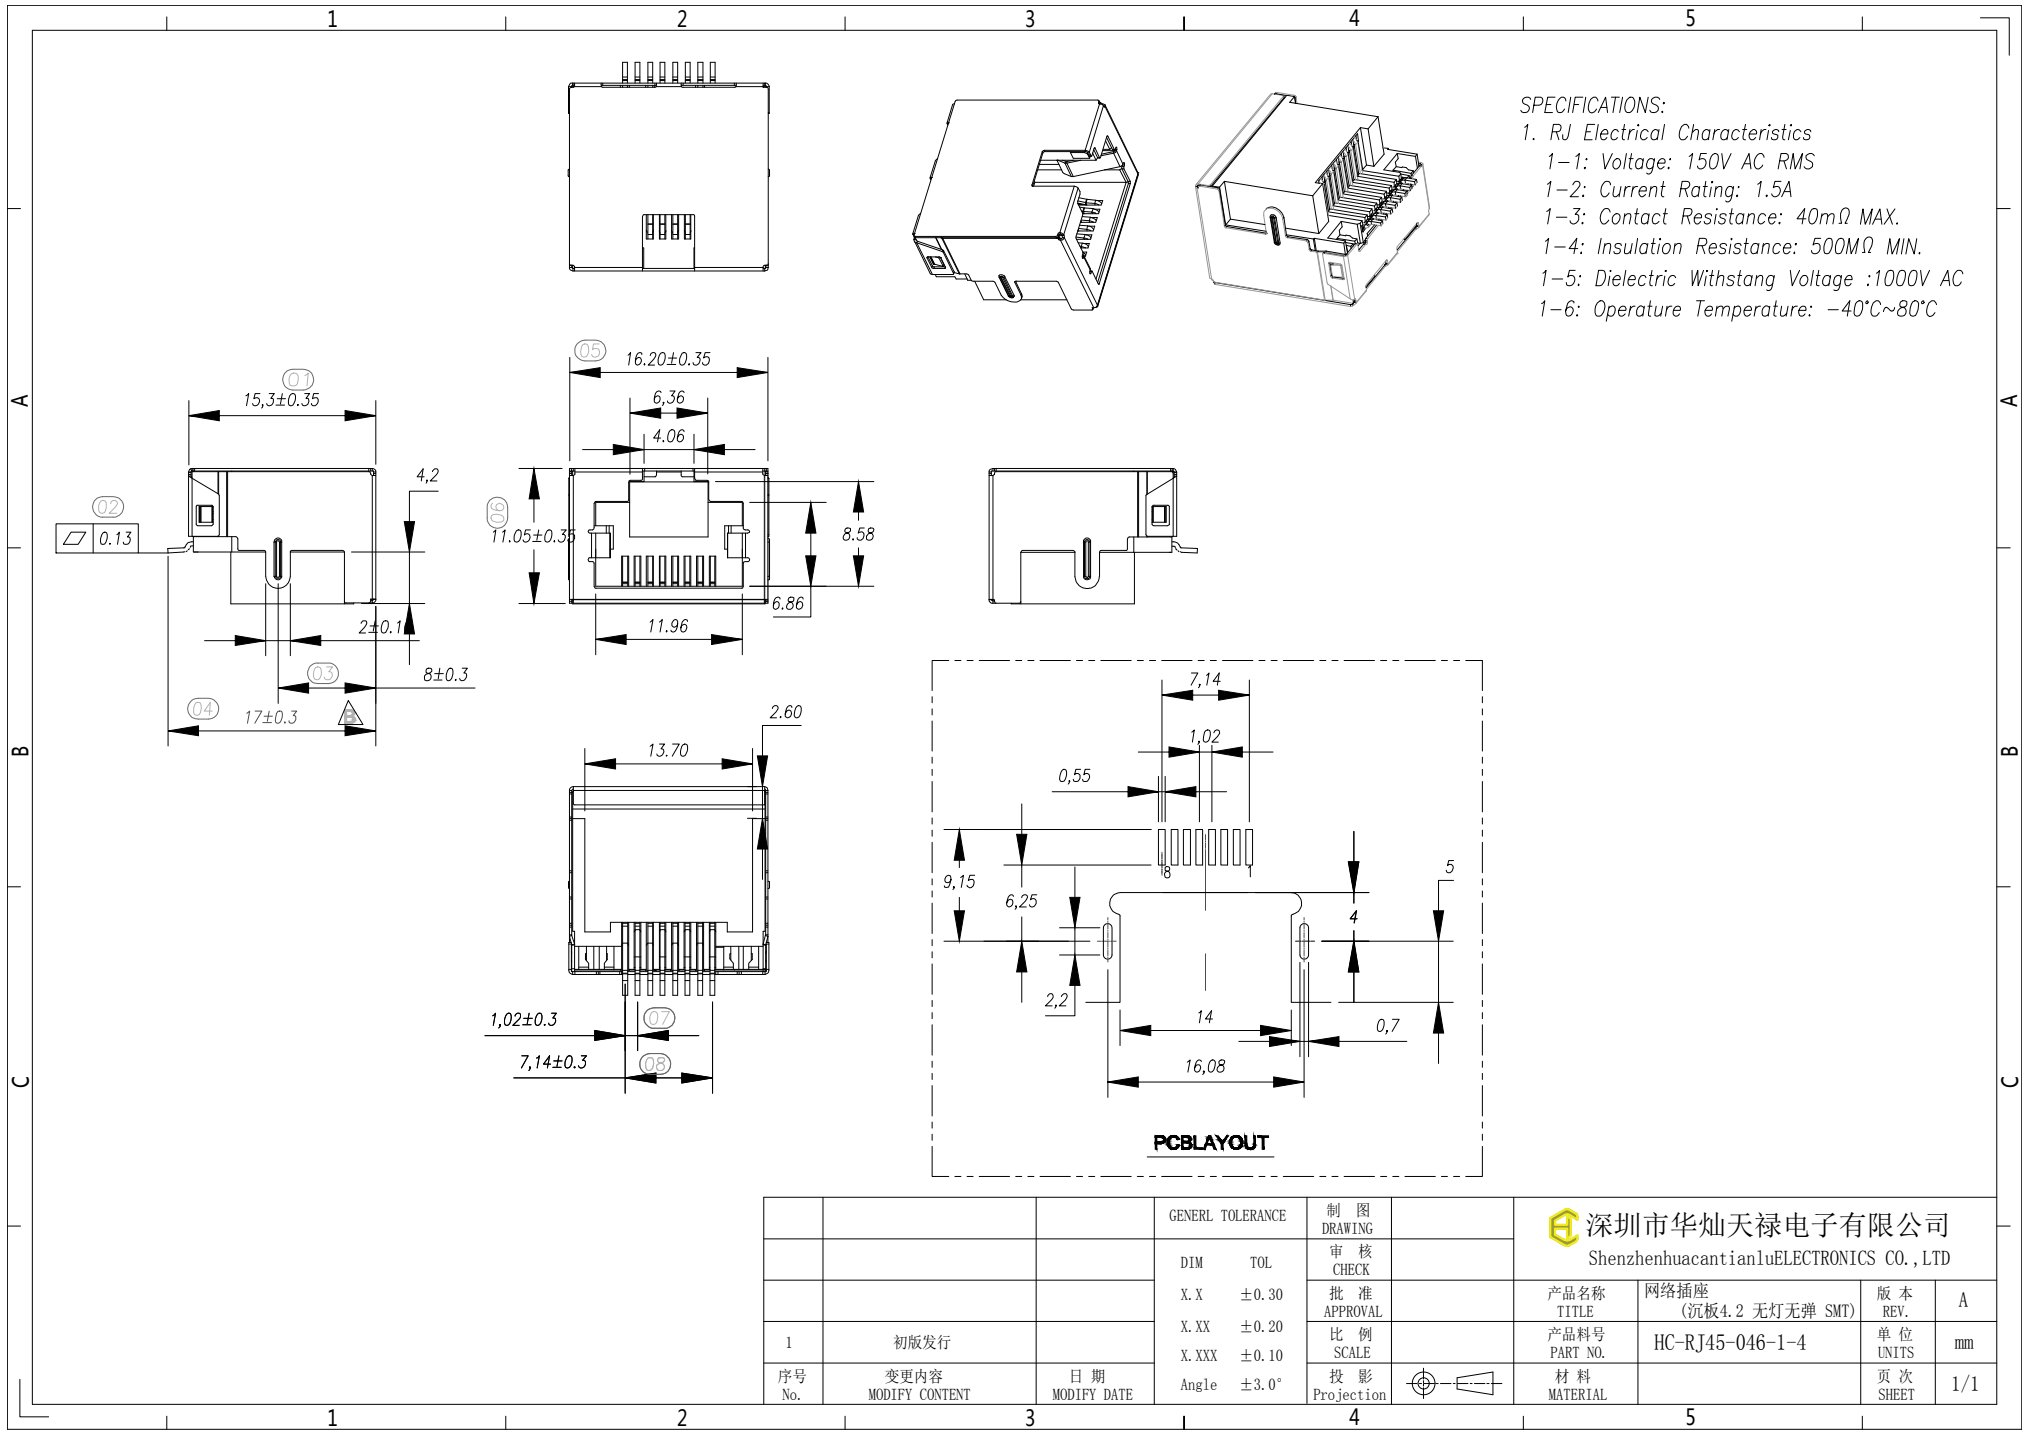 1 2 3 4 5
SPECIFICATIONS:
1. RJ Electrical Characteristics
1-1: Voltage: 150V AC RMS
1-2: Current Rating: 1.5A
1-3: Contact Resistance: 40mΩ MAX.
1-4: Insulation Resistance: 500MΩ MIN.
1-5: Dielectric Withstang Voltage :1000V AC
1-6: Operature Temperature: -40°C~80°C
A
A
01
15,3±0.35
4,2
02
0.13
2±0.1
03
8±0.3
04
17±0.3
B
05
16.20±0.35
6,36
4.06
06
11.05±0.35
8.58
6.86
11.96
B
B
2.60
13.70
1,02±0.3
07
7,14±0.3
08
7,14
1,02
0,55
8
1
9,15
6,25
2,2
5
4
14
0,7
16,08
PCBLAYOUT
C
C
GENERL TOLERANCE
DIM TOL
X.X ±0.30
X.XX ±0.20
X.XXX ±0.10
Angle ±3.0°
制 图
DRAWING
审 核
CHECK
批 准
APPROVAL
比 例
SCALE
投 影
Projection
深圳市华灿天禄电子有限公司
ShenzhenhuacantianluELECTRONICS CO.,LTD
产品名称
TITLE
网络插座
(沉板4.2 无灯无弹 SMT)
版 本
REV.
A
产品料号
PART NO.
HC-RJ45-046-1-4
单 位
UNITS
mm
材 料
MATERIAL
页 次
SHEET
1/1
1 初版发行
序号
No.
变更内容
MODIFY CONTENT
日 期
MODIFY DATE
1 2 3 4 5